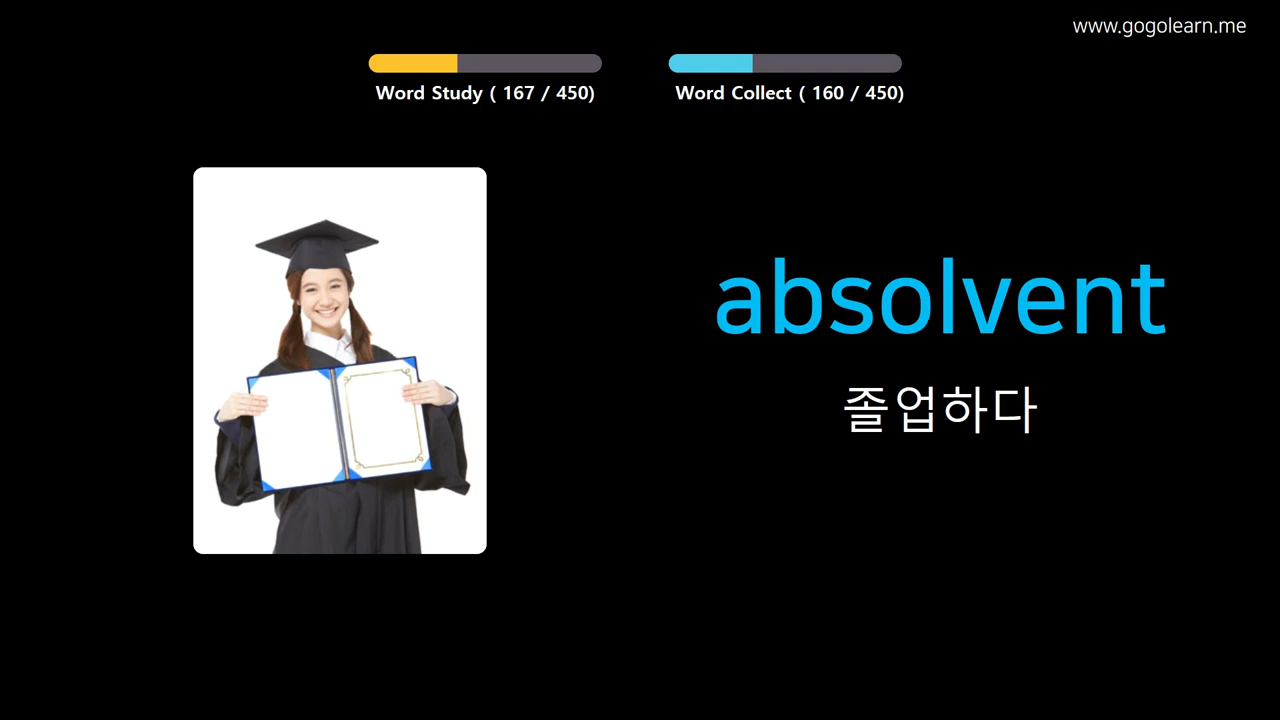 www.gogolearn.me
Word Study ( 167 / 450)
Word Collect ( 160 / 450)
absolvent
졸업하다